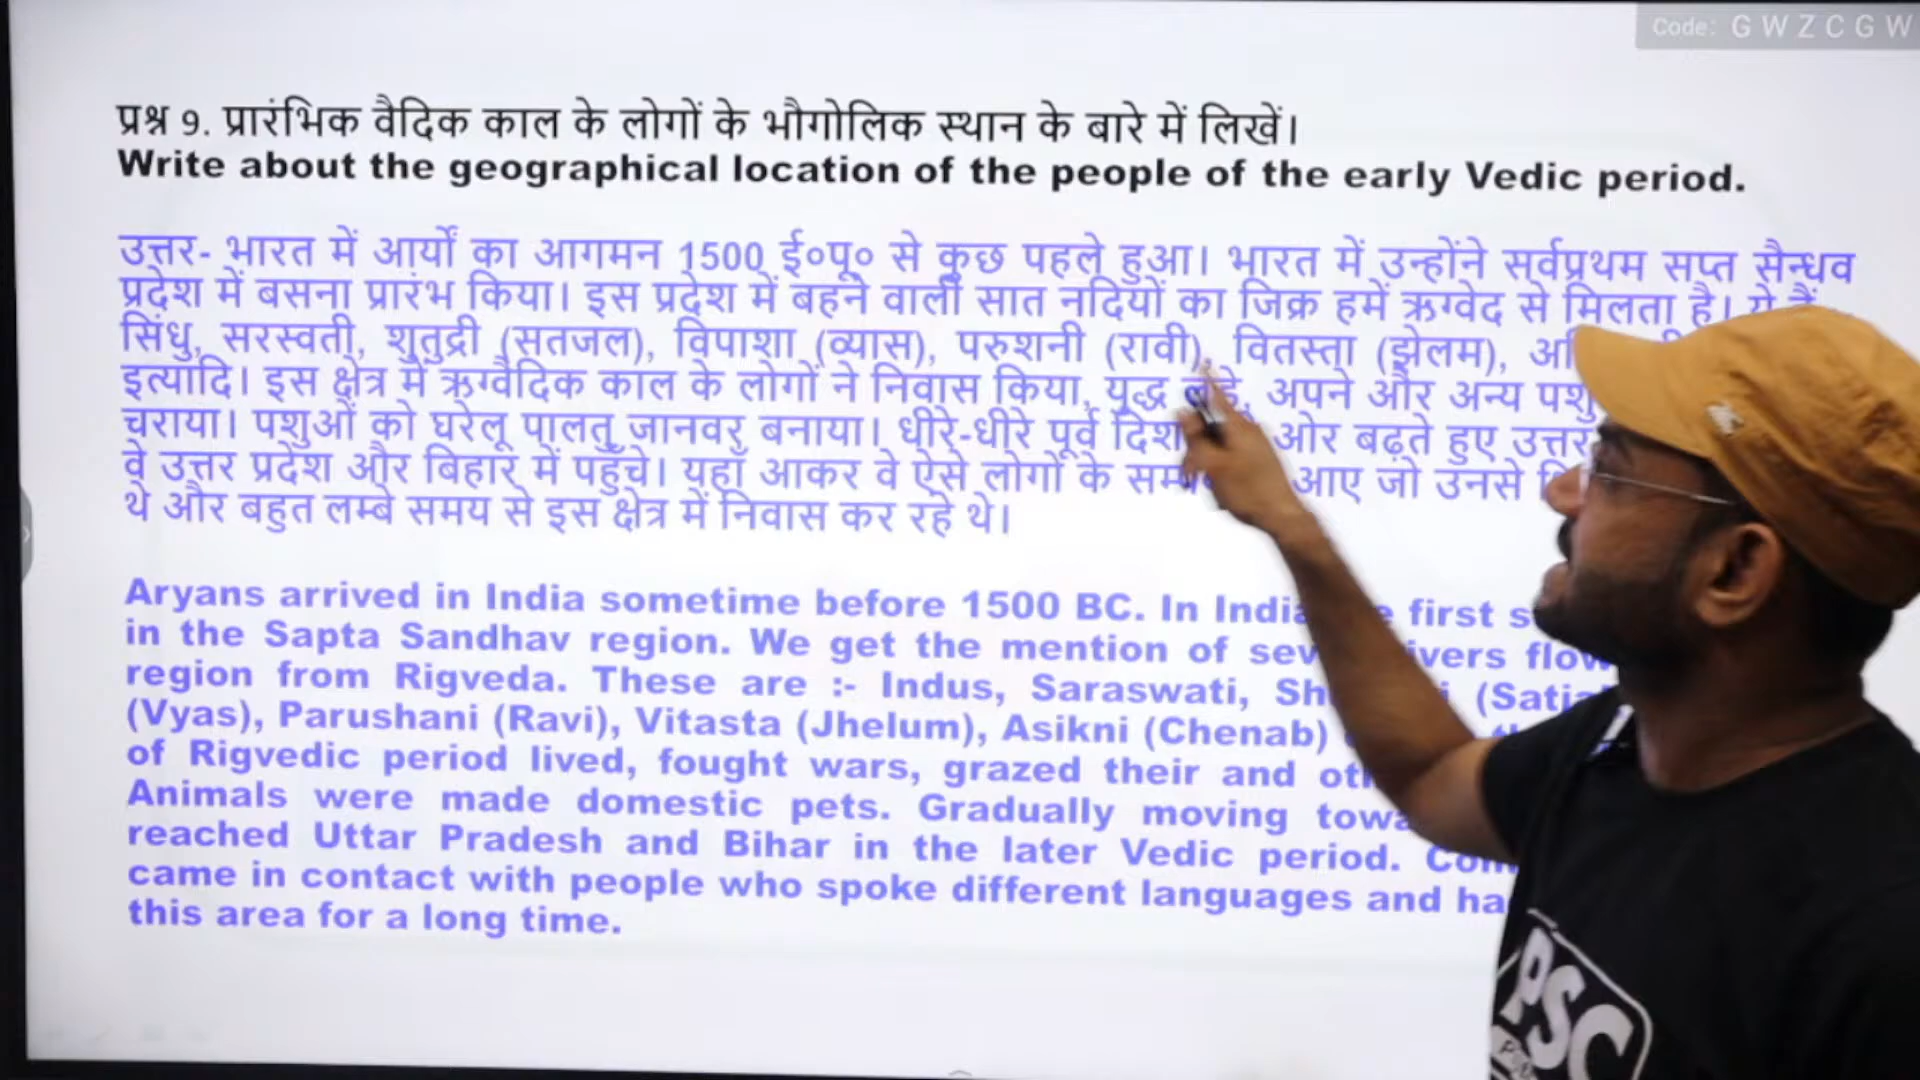 Code: G W Z C G W
प्रश्न 9. प्रारंभिक वैदिक काल के लोगों के भौगोलिक स्थान के बारे में लिखें।
Write about the geographical location of the people of the early Vedic period.
उत्तर- भारत में आर्यों का आगमन 1500 ई०पू० से कुछ पहले हुआ। भारत में उन्होंने सर्वप्रथम सप्त सैन्धव
प्रदेश में बसना प्रारंभ किया। इस प्रदेश में बहने वाली सात नदियों का जिक्र हमें ऋग्वेद से मिलता है। ये हैं
सिंधु, सरस्वती, शुतुद्री (सतजल), विपाशा (व्यास), परुशनी (रावी), वितस्ता (झेलम),
इत्यादि। इस क्षेत्र में ऋग्वैदिक काल के लोगों ने निवास किया, युद्ध लड़े, अपने और अन्य
चराया। पशुओं को घरेलू पालतु जानवर बनाया। धीरे-धीरे पूर्व ओर बढ़ते हुए उत्तर
वे उत्तर प्रदेश और बिहार में पहुँचे। यहाँ आकर वे ऐसे लोगों के आए जो उनसे
थे और बहुत लम्बे समय से इस क्षेत्र में निवास कर रहे थे।
Aryans arrived in India sometime before 1500 BC. In India first
in the Sapta Sandhav region. We get the mention of
region from Rigveda. These are :- Indus, Saraswati,
(Vyas), Parushani (Ravi), Vitasta (Jhelum), Asikni (Chenab)
of Rigvedic period lived, fought wars, grazed their and
Animals were made domestic pets. Gradually moving
reached Uttar Pradesh and Bihar in the later Vedic period.
came in contact with people who spoke different languages and
this area for a long time.
PSC